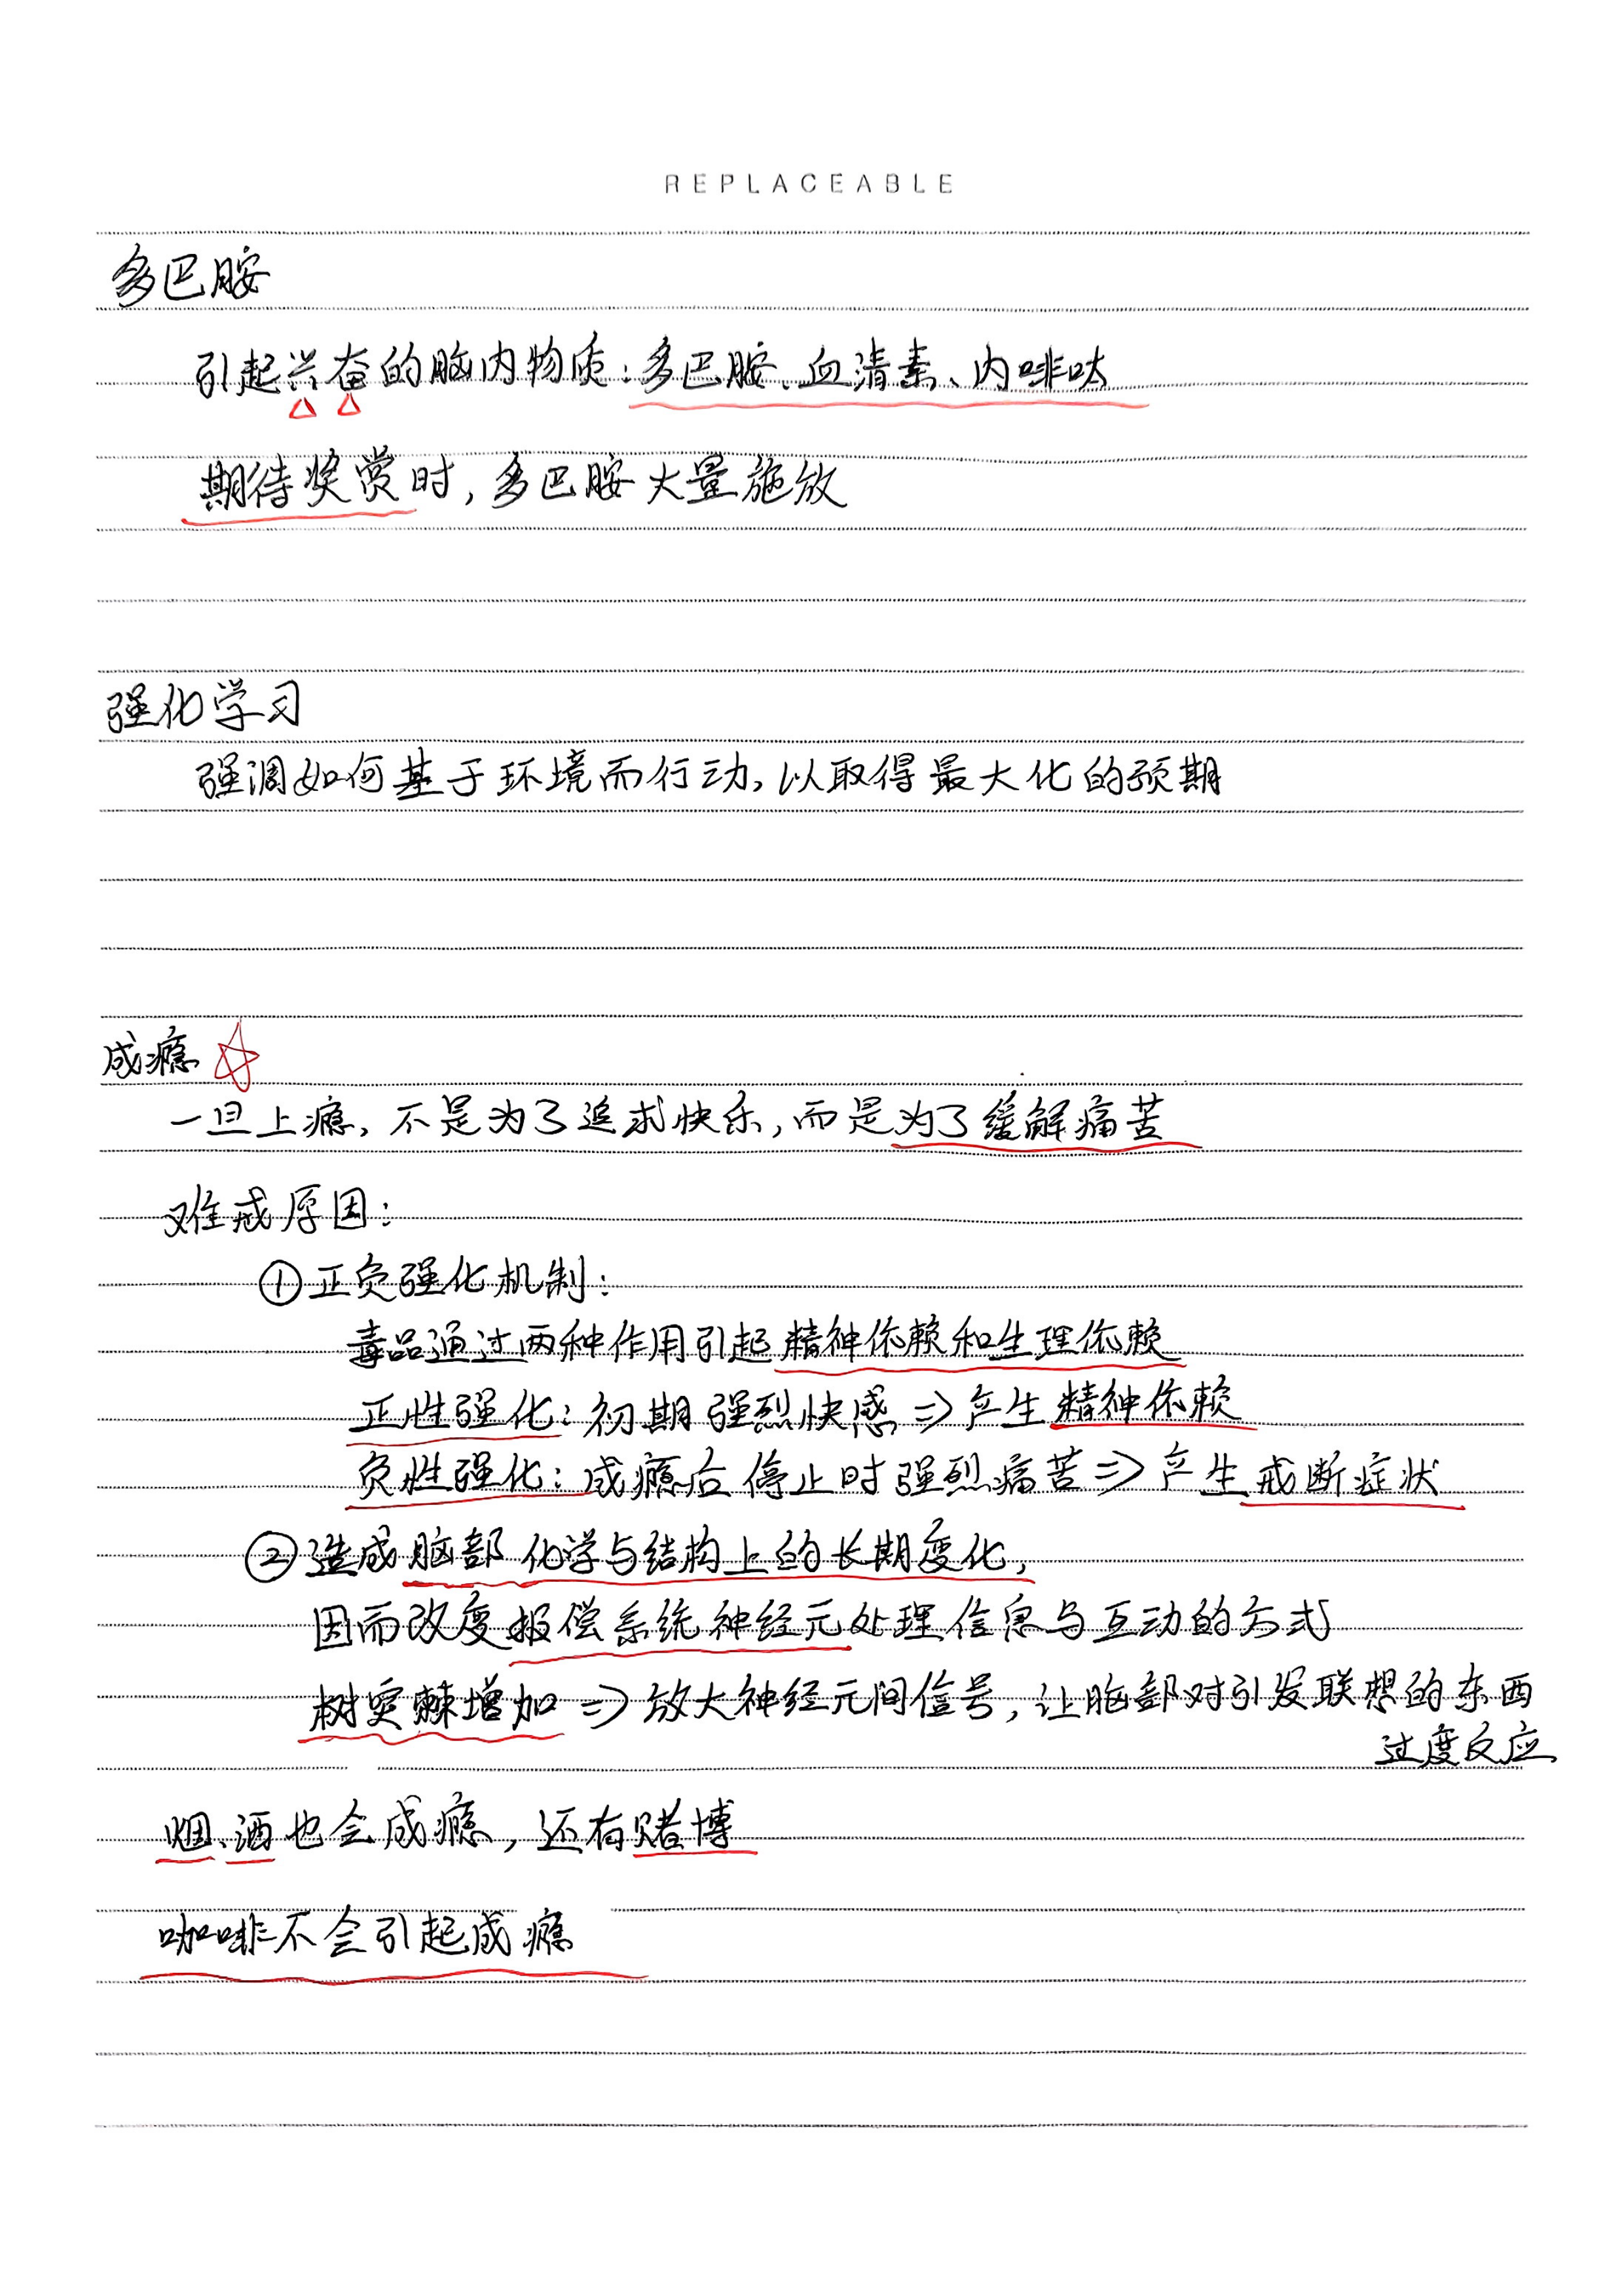 REPLACEABLE
多巴胺
引起兴奋的脑内物质：多巴胺、血清素、内啡呔
期待奖赏时，多巴胺大量施放
强化学习
强调如何基于环境而行动，以取得最大化的预期
成瘾
一旦上瘾，不是为了追求快乐，而是为了缓解痛苦
难戒原因：
①正负强化机制：
毒品通过两种作用引起精神依赖和生理依赖
正性强化：初期强烈快感⇒产生精神依赖
负性强化：成瘾后停止时强烈痛苦⇒产生戒断症状
②造成脑部化学与结构上的长期变化，
因而改变报偿系统神经元处理信息与互动的方式
树突棘增加⇒放大神经元间信号，让脑部对引发联想的东西
过度反应
烟、酒也会成瘾，还有赌博
咖啡不会引起成瘾